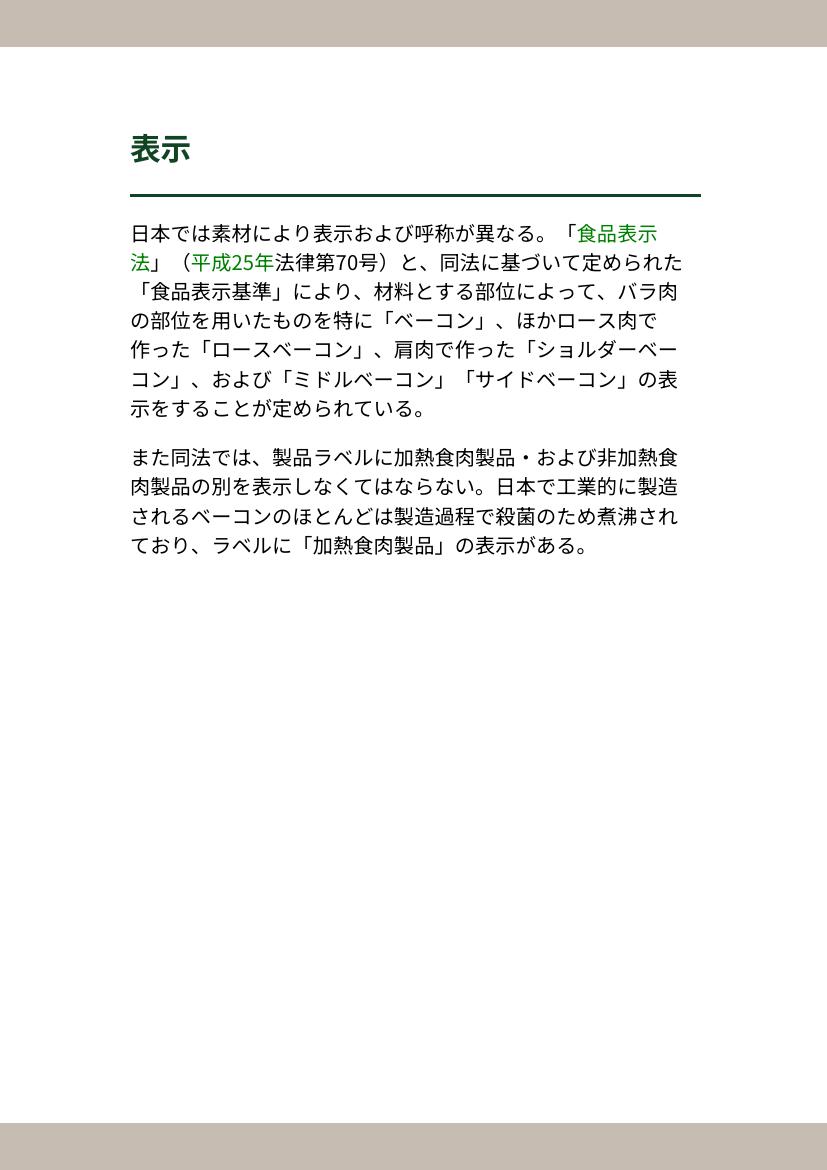 表示
日本では素材により表示および呼称が異なる。「食品表示
法」（平成25年法律第70号）と、同法に基づいて定められた
「食品表示基準」により、材料とする部位によって、バラ肉
の部位を用いたものを特に「ベーコン」、ほかロース肉で
作った「ロースベーコン」、肩肉で作った「ショルダーベー
コン」、および「ミドルベーコン」「サイドベーコン」の表
示をすることが定められている。
また同法では、製品ラベルに加熱食肉製品・および非加熱食
肉製品の別を表示しなくてはならない。日本で工業的に製造
されるベーコンのほとんどは製造過程で殺菌のため煮沸され
ており、ラベルに「加熱食肉製品」の表示がある。